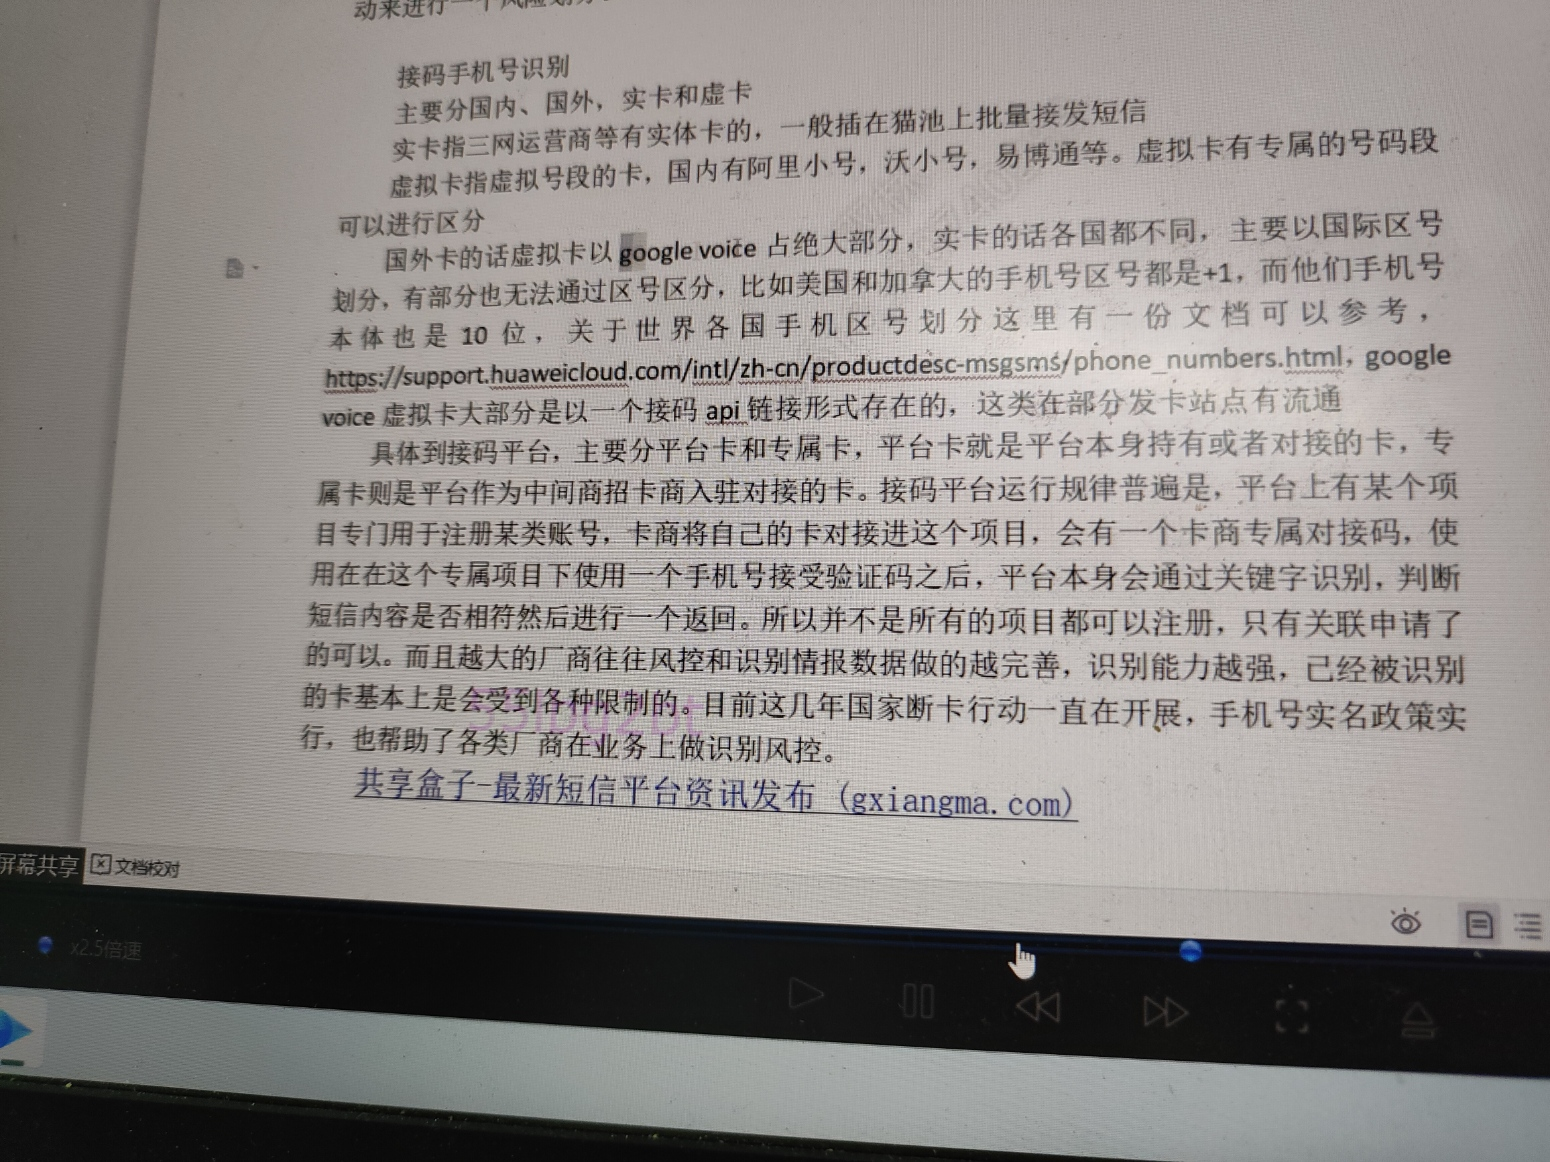 动来进行一个风险划分
接码手机号识别
主要分国内、国外，实卡和虚卡
实卡指三网运营商等有实体卡的，一般插在猫池上批量接发短信
虚拟卡指虚拟号段的卡，国内有阿里小号，沃小号，易博通等。虚拟卡有专属的号码段
可以进行区分
国外卡的话虚拟卡以 google voice 占绝大部分，实卡的话各国都不同，主要以国际区号
划分，有部分也无法通过区号区分，比如美国和加拿大的手机号区号都是+1，而他们手机号
本体也是 10 位，关于世界各国手机区号划分这里有一份文档可以参考，
https://support.huaweicloud.com/intl/zh-cn/productdesc-msgsms/phone_numbers.html，google
voice 虚拟卡大部分是以一个接码 api 链接形式存在的，这类在部分发卡站点有流通
具体到接码平台，主要分平台卡和专属卡，平台卡就是平台本身持有或者对接的卡，专
属卡则是平台作为中间商招卡商入驻对接的卡。接码平台运行规律普遍是，平台上有某个项
目专门用于注册某类账号，卡商将自己的卡对接进这个项目，会有一个卡商专属对接码，使
用在在这个专属项目下使用一个手机号接受验证码之后，平台本身会通过关键字识别，判断
短信内容是否相符然后进行一个返回。所以并不是所有的项目都可以注册，只有关联申请了
的可以。而且越大的厂商往往风控和识别情报数据做的越完善，识别能力越强，已经被识别
的卡基本上是会受到各种限制的。目前这几年国家断卡行动一直在开展，手机号实名政策实
行，也帮助了各类厂商在业务上做识别风控。
共享盒子-最新短信平台资讯发布 (gxiangma.com)
屏幕共享 文档校对
x2.5倍速